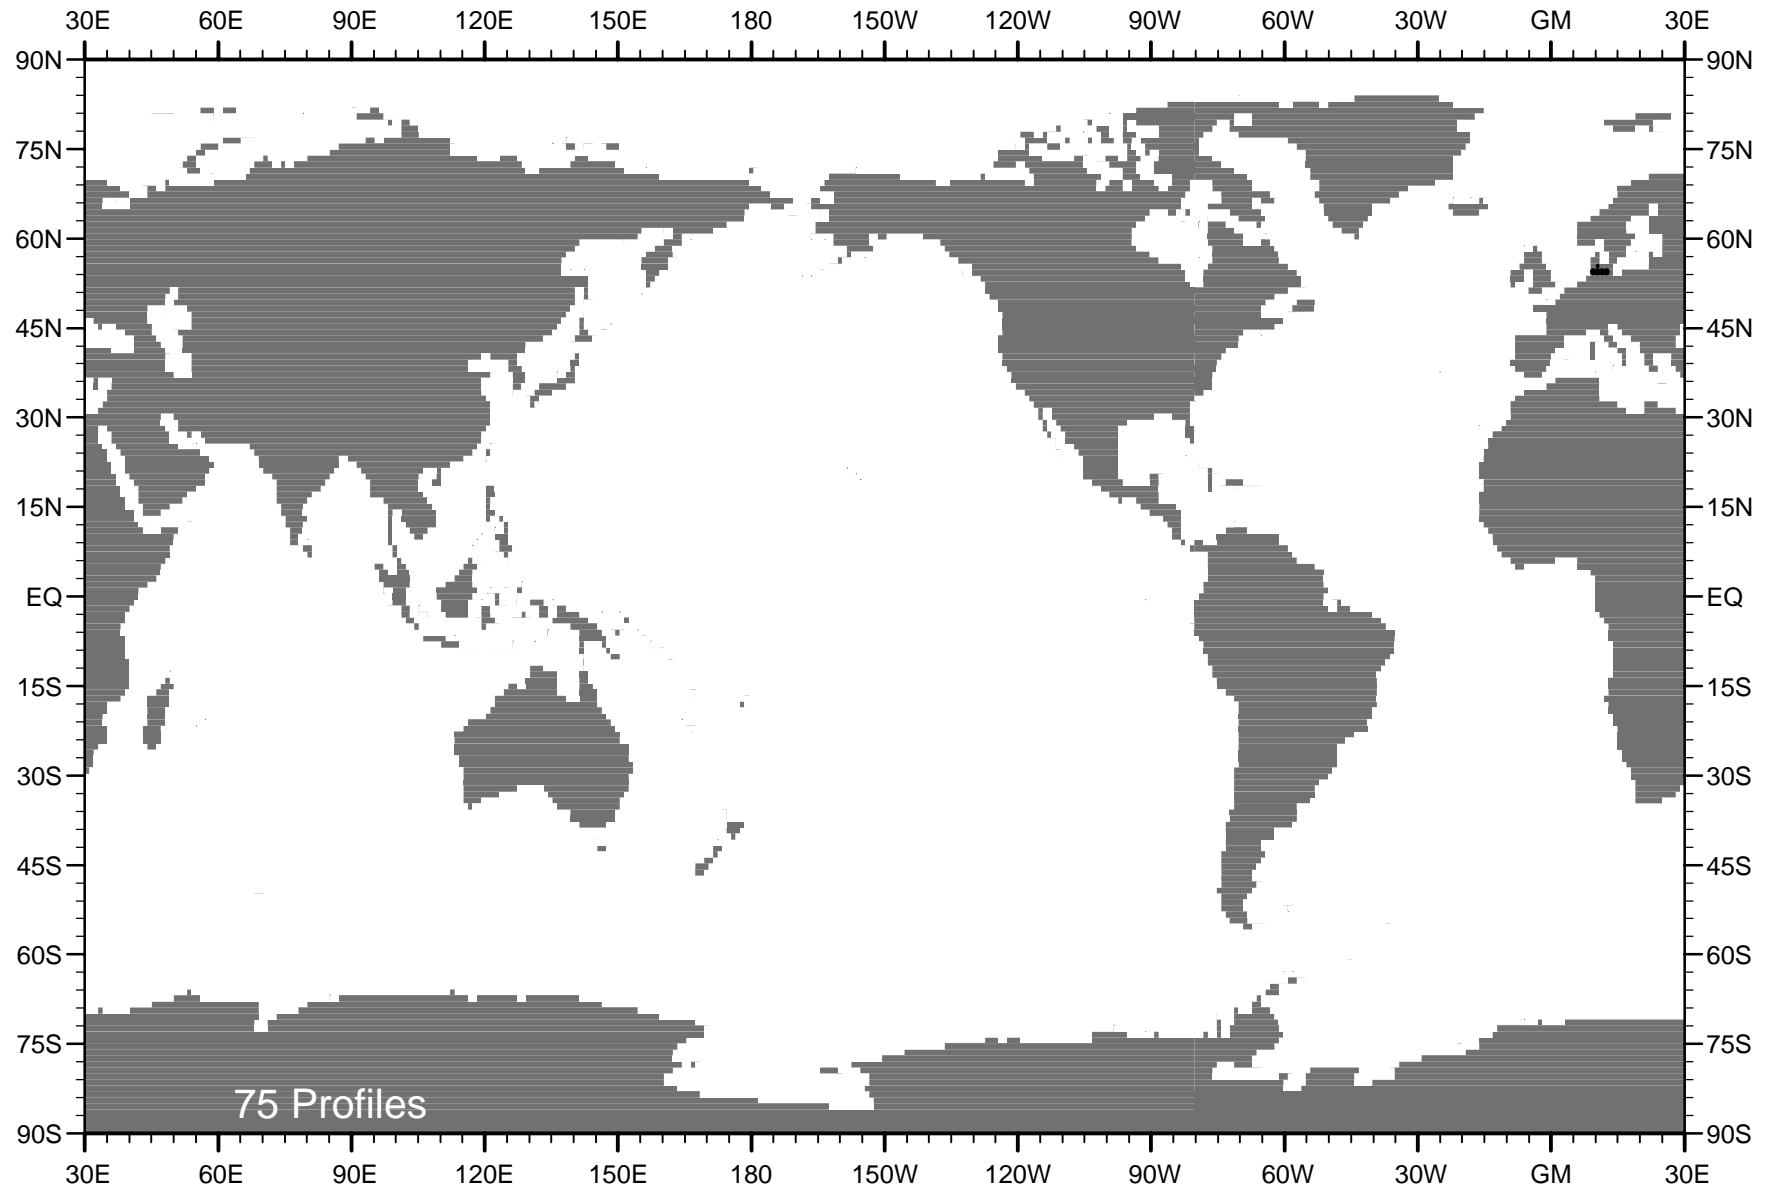 30E 60E 90E 120E 150E 180 150W 120W 90W 60W 30W GM 30E
90N 90N
75N 75N
60N 60N
45N 45N
30N 30N
15N 15N
EQ EQ
15S 15S
30S 30S
45S 45S
60S 60S
75S 75S
75 Profiles
90S 90S
30E 60E 90E 120E 150E 180 150W 120W 90W 60W 30W GM 30E